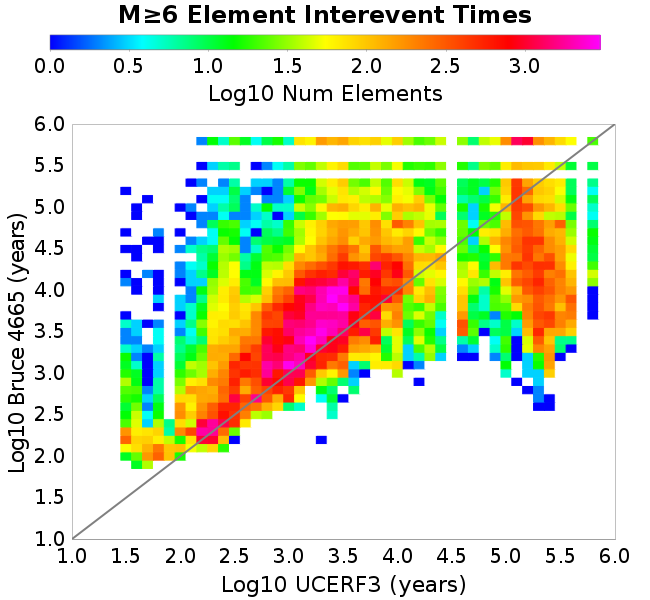 M≥6 Element Interevent Times
0.0 0.5 1.0 1.5 2.0 2.5 3.0
Log10 Num Elements
Log10 Bruce 4665 (years)
6.0
5.5
5.0
4.5
4.0
3.5
3.0
2.5
2.0
1.5
1.0
1.0 1.5 2.0 2.5 3.0 3.5 4.0 4.5 5.0 5.5 6.0
Log10 UCERF3 (years)